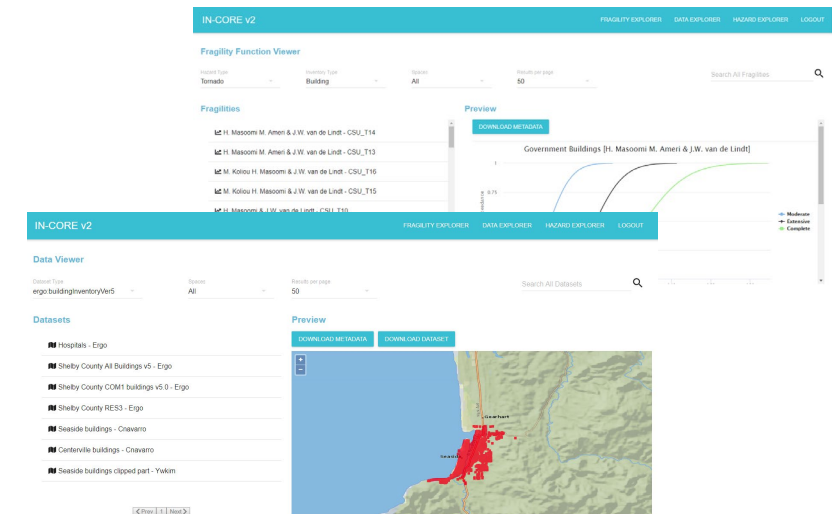 IN-CORE v2 FRAGILITY EXPLORER DATA EXPLORER HAZARD EXPLORER LOGOUT
Fragility Function Viewer
Hazard Type Inventory Type Spaces Results per page
Tornado Building All 50 Search All Fragilities
Fragilities Preview
H. Masoomi M. Ameri & J.W. van de Lindt - CSU_T14
DOWNLOAD METADATA
H. Masoomi M. Ameri & J.W. van de Lindt - CSU_T13
Government Buildings [H. Masoomi M. Ameri & J.W. van de Lindt]
1
M. Koliou H. Masoomi & J.W. van de Lindt - CSU_T16
M. Koliou H. Masoomi & J.W. van de Lindt - CSU_T15
0.75
H. Masoomi & J.W. van de Lindt - CSU_T10
Moderate
Extensive
Complete
IN-CORE v2 FRAGILITY EXPLORER DATA EXPLORER HAZARD EXPLORER LOGOUT
Data Viewer
Dataset Type Spaces Results per page
ergo:buildingInventoryVer5 All 50 Search All Datasets
Datasets Preview
Hospitals - Ergo
DOWNLOAD METADATA DOWNLOAD DATASET
Shelby County All Buildings v5 - Ergo
+
-
Shelby County COM1 buildings v5.0 - Ergo
Shelby County RES3 - Ergo
Seaside buildings - Cnavarro
Centerville buildings - Cnavarro
Seaside buildings clipped part - Ywkim
Gearhart
Seaside
Prev 1 Next